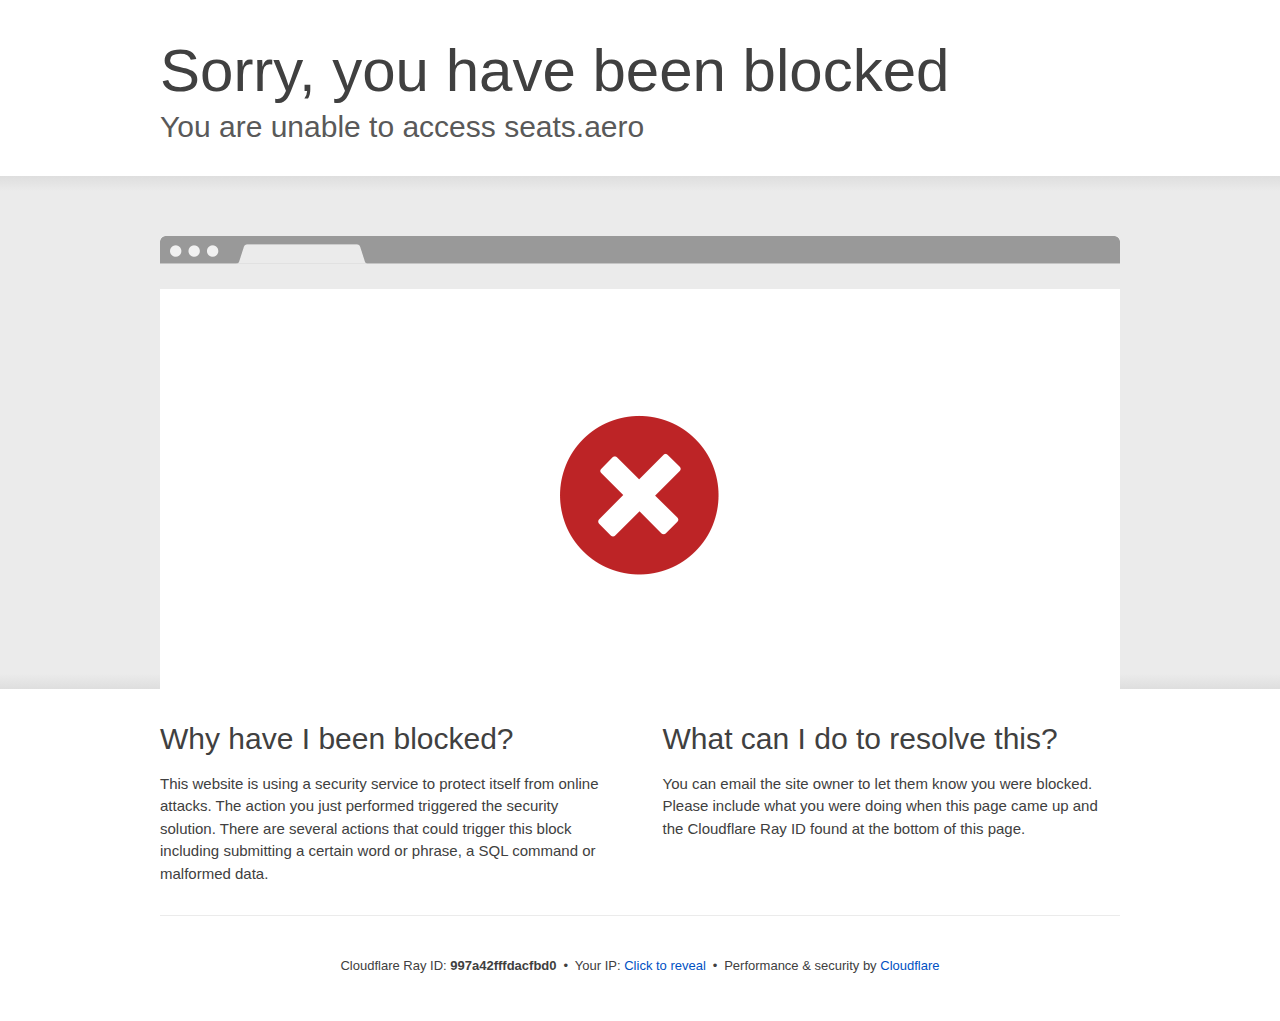 Sorry, you have been blocked
You are unable to access seats.aero
Why have I been blocked?
This website is using a security service to protect itself from online
attacks. The action you just performed triggered the security
solution. There are several actions that could trigger this block
including submitting a certain word or phrase, a SQL command or
malformed data.
What can I do to resolve this?
You can email the site owner to let them know you were blocked.
Please include what you were doing when this page came up and
the Cloudflare Ray ID found at the bottom of this page.
Cloudflare Ray ID: 997a42fffdacfbd0 • Your IP: Click to reveal • Performance & security by Cloudflare